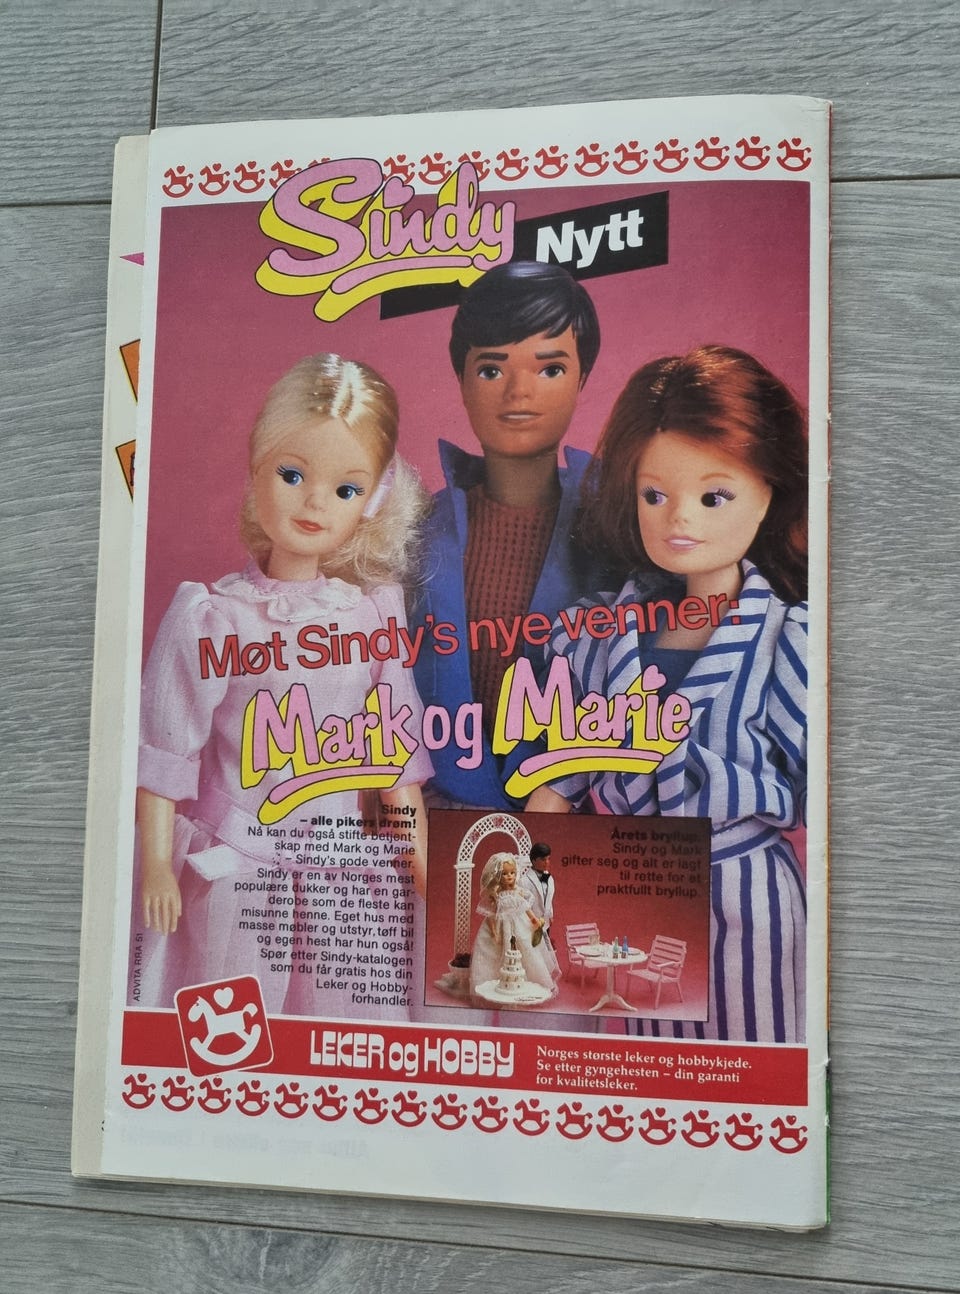 Sindy Nytt
Møt Sindy's nye venner:
Mark og Marie
Sindy
– alle pikers drøm!
Nå kan du også stifte bekjent-
skap med Mark og Marie
– Sindy's gode venner.
Sindy er en av Norges mest
populære dukker og har en gar-
derobe som de fleste kan
misunne henne. Eget hus med
masse møbler og utstyr, tøff bil
og egen hest har hun også!
Spør etter Sindy-katalogen
som du får gratis hos din
Leker og Hobby-
forhandler.
Årets bryllup.
Sindy og Mark
gifter seg og alt er lagt
til rette for et
praktfullt bryllup.
ADVITA RRA 51
LEKER og HOBBY
Norges største leker og hobbykjede.
Se etter gyngehesten – din garanti
for kvalitetsleker.